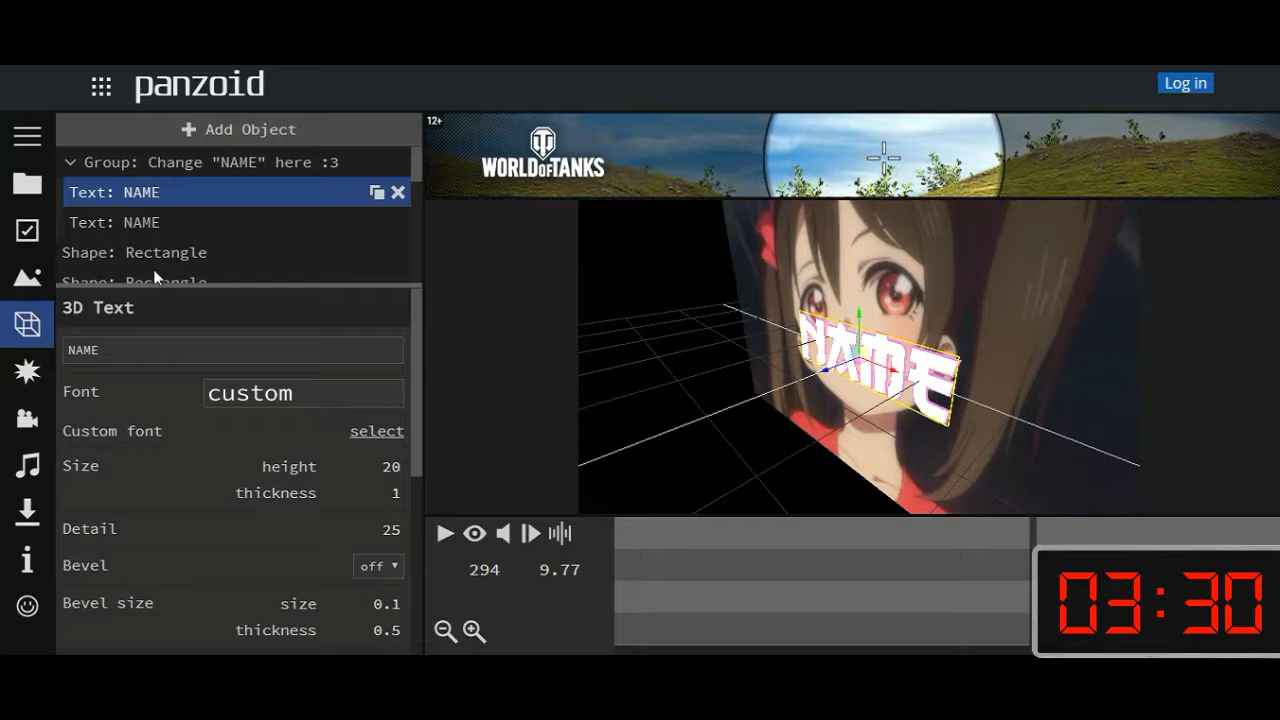 panzoid
Log in
Add Object
Group: Change "NAME" here :3
Text: NAME
Text: NAME
Shape: Rectangle
Shape: Rectangle
3D Text
NAME
Font custom
Custom font select
Size height 20
thickness 1
Detail 25
Bevel off
Bevel size size 0.1
thickness 0.5
12+
WORLD OF TANKS
NAME
294 9.77
03:30